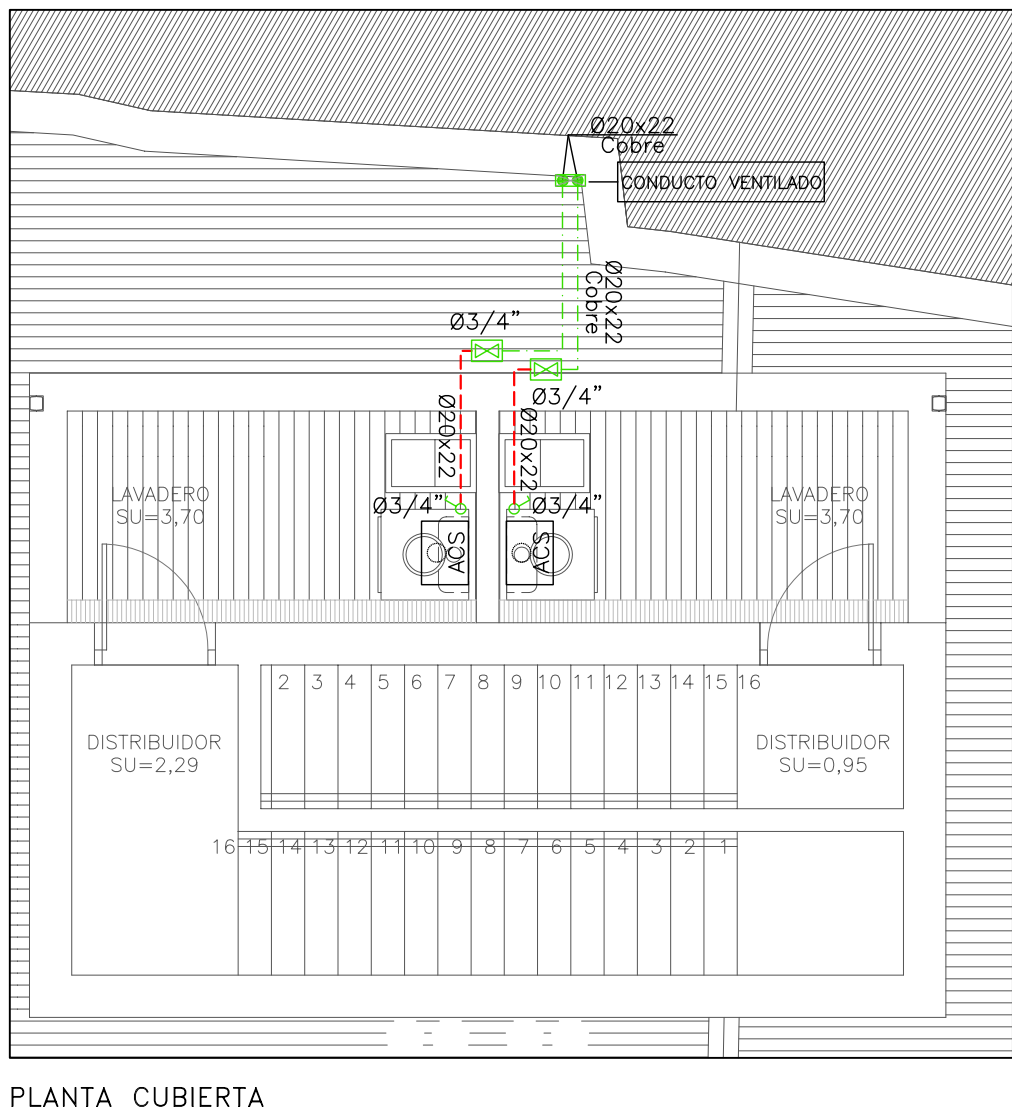 Ø20x22
Cobre
CONDUCTO VENTILADO
Ø20x22
Cobre
Ø3/4"
Ø3/4"
Ø20x22
Ø20x22
LAVADERO
SU=3,70
Ø3/4"
Ø3/4"
LAVADERO
SU=3,70
ACS
ACS
2 3 4 5 6 7 8 9 10 11 12 13 14 15 16
DISTRIBUIDOR
SU=2,29
DISTRIBUIDOR
SU=0,95
16 15 14 13 12 11 10 9 8 7 6 5 4 3 2 1
PLANTA CUBIERTA